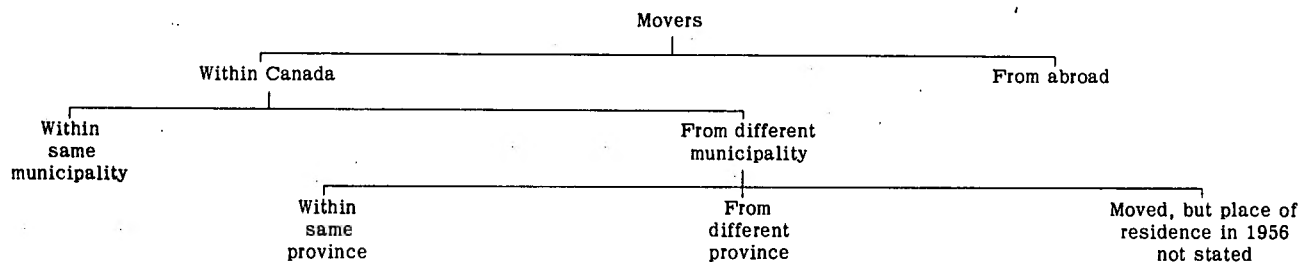 Movers
Within Canada
From abroad
Within
same
municipality
From different
municipality
Within
same
province
From
different
province
Moved, but place of
residence in 1956
not stated